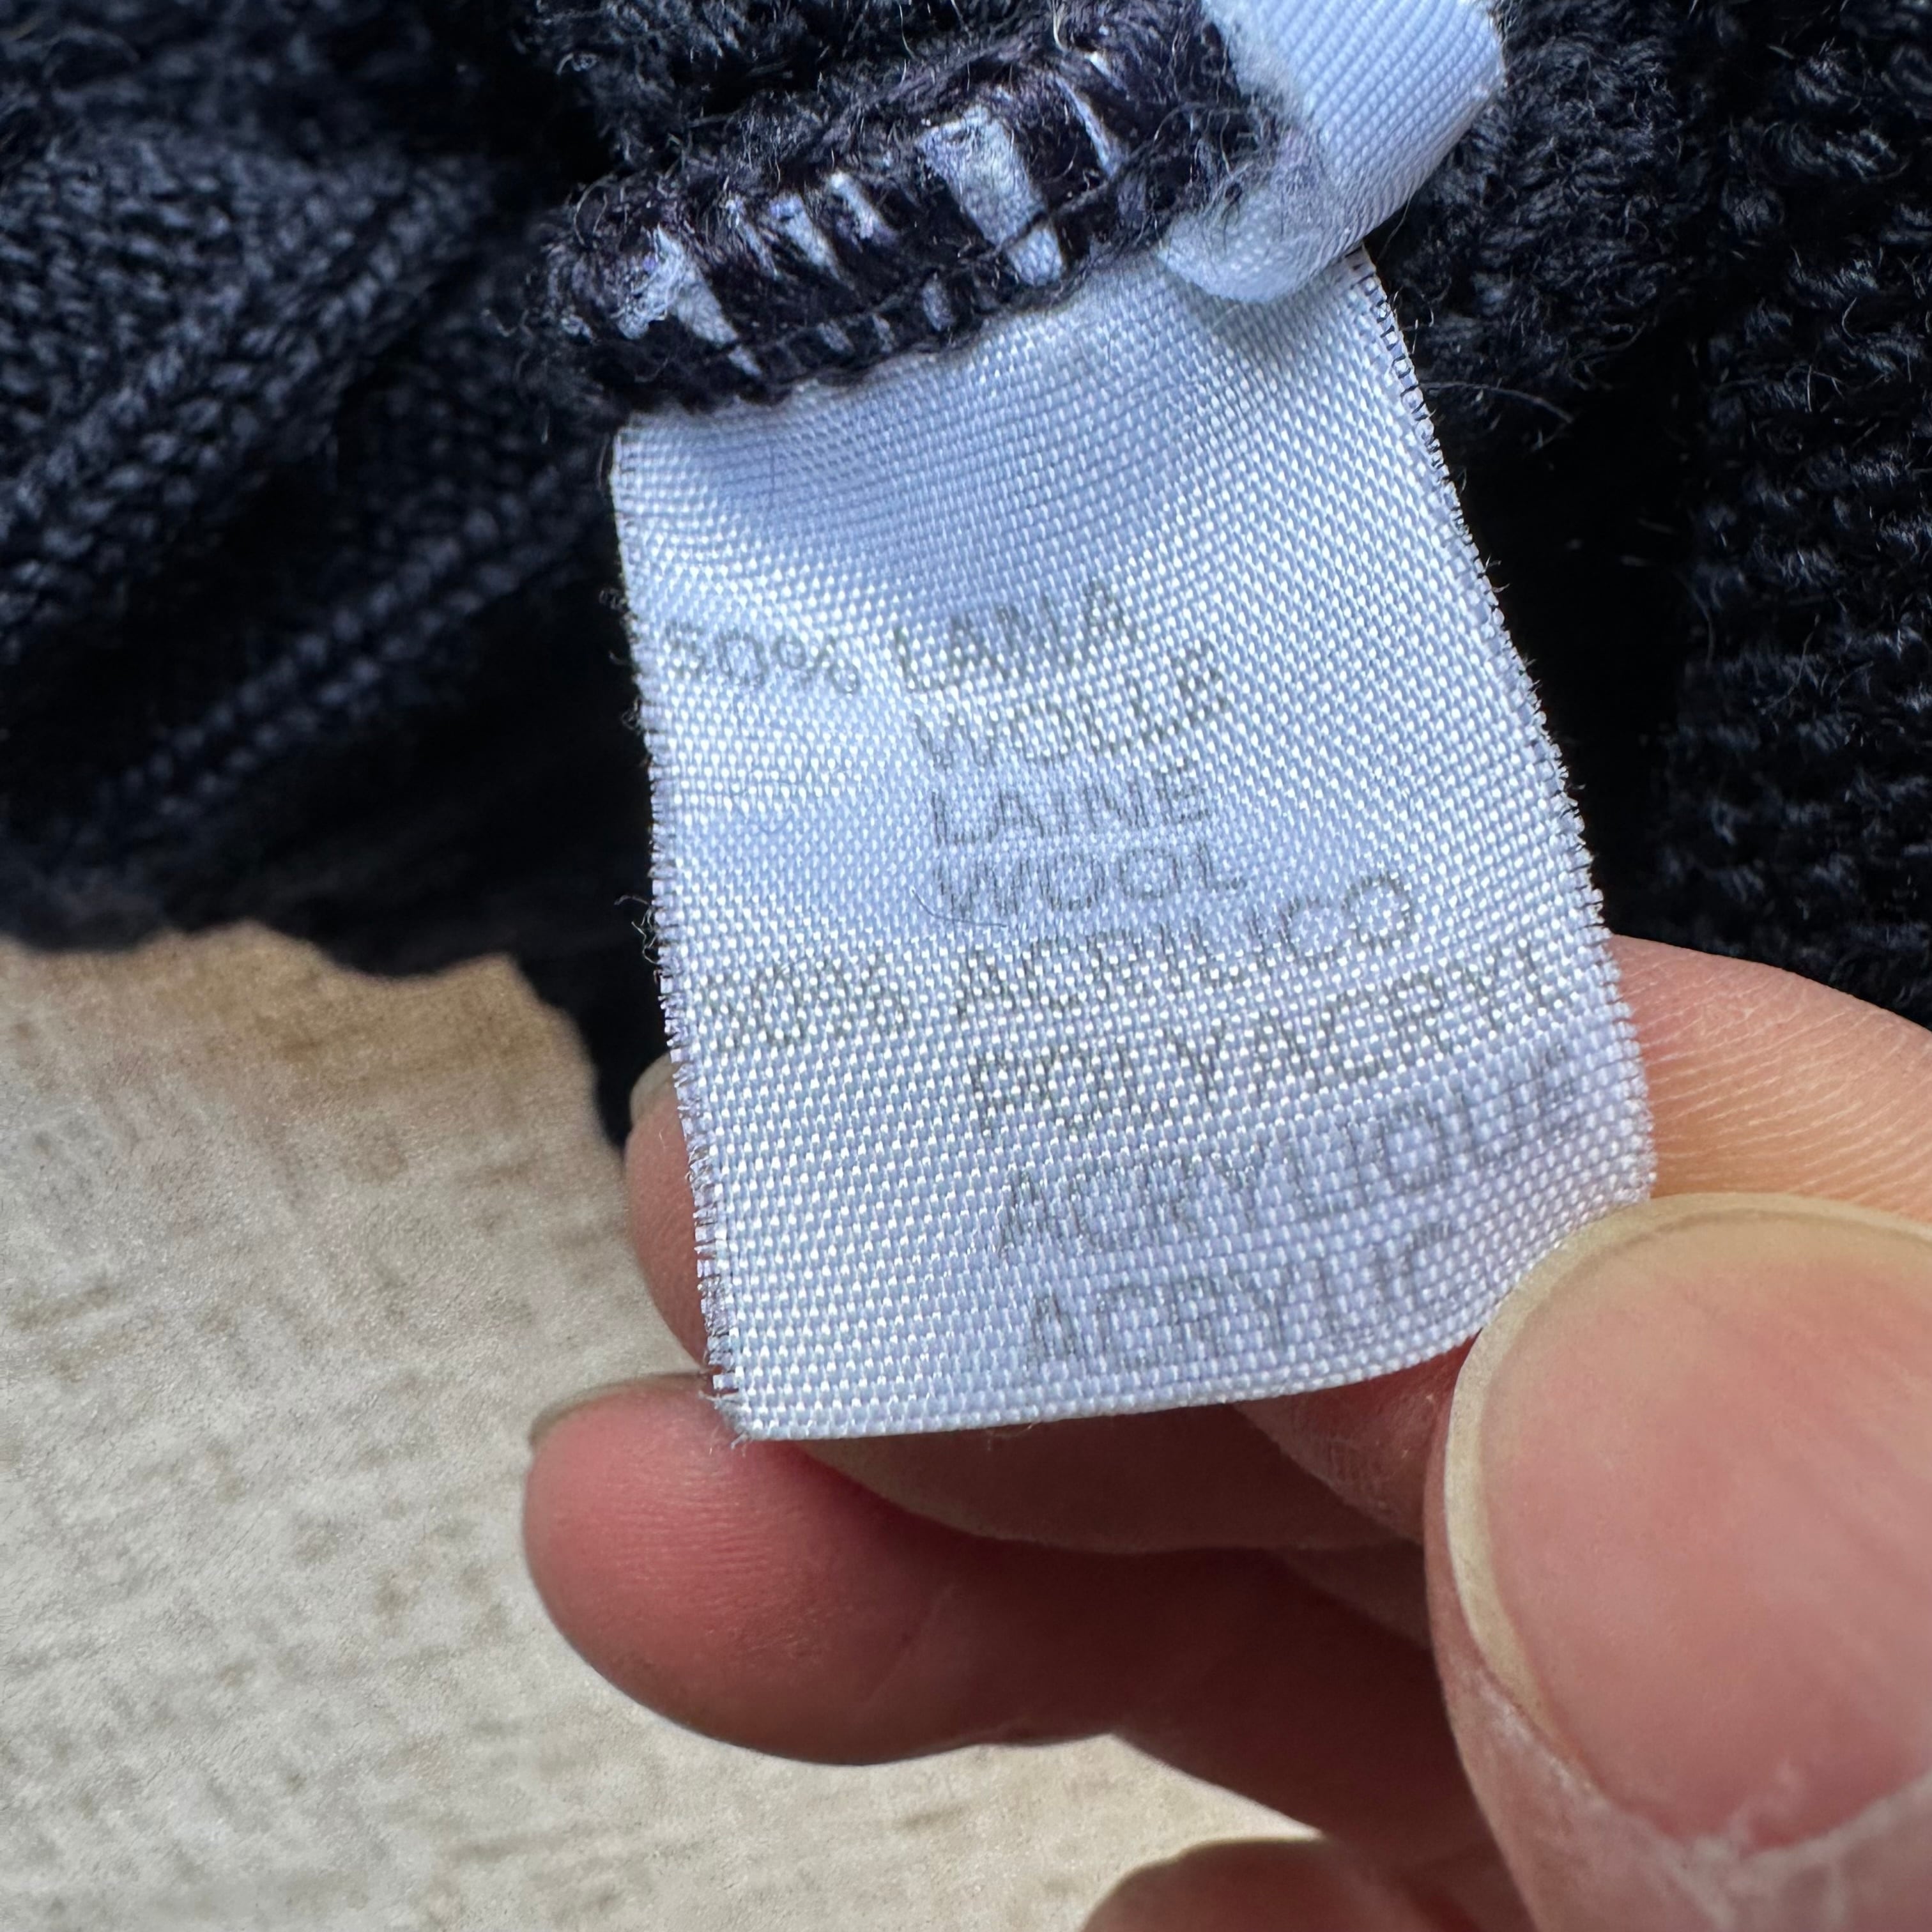 50% LANA
WOLLE
LAINE
WOOL
50% ACRILICO
POLYACRYL
ACRYLIQUE
ACRYLIC